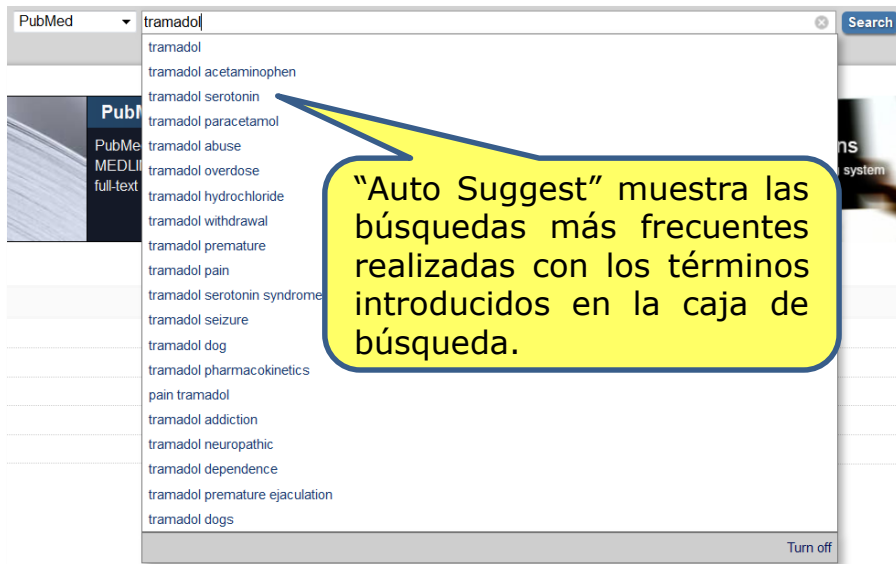 PubMed tramadol Search
tramadol
tramadol acetaminophen
tramadol serotonin
tramadol paracetamol
tramadol abuse
tramadol overdose
tramadol hydrochloride
tramadol withdrawal
tramadol premature
tramadol pain
tramadol serotonin syndrome
tramadol seizure
tramadol dog
tramadol pharmacokinetics
pain tramadol
tramadol addiction
tramadol neuropathic
tramadol dependence
tramadol premature ejaculation
tramadol dogs
Turn off
“Auto Suggest” muestra las
búsquedas más frecuentes
realizadas con los términos
introducidos en la caja de
búsqueda.
full-text
system